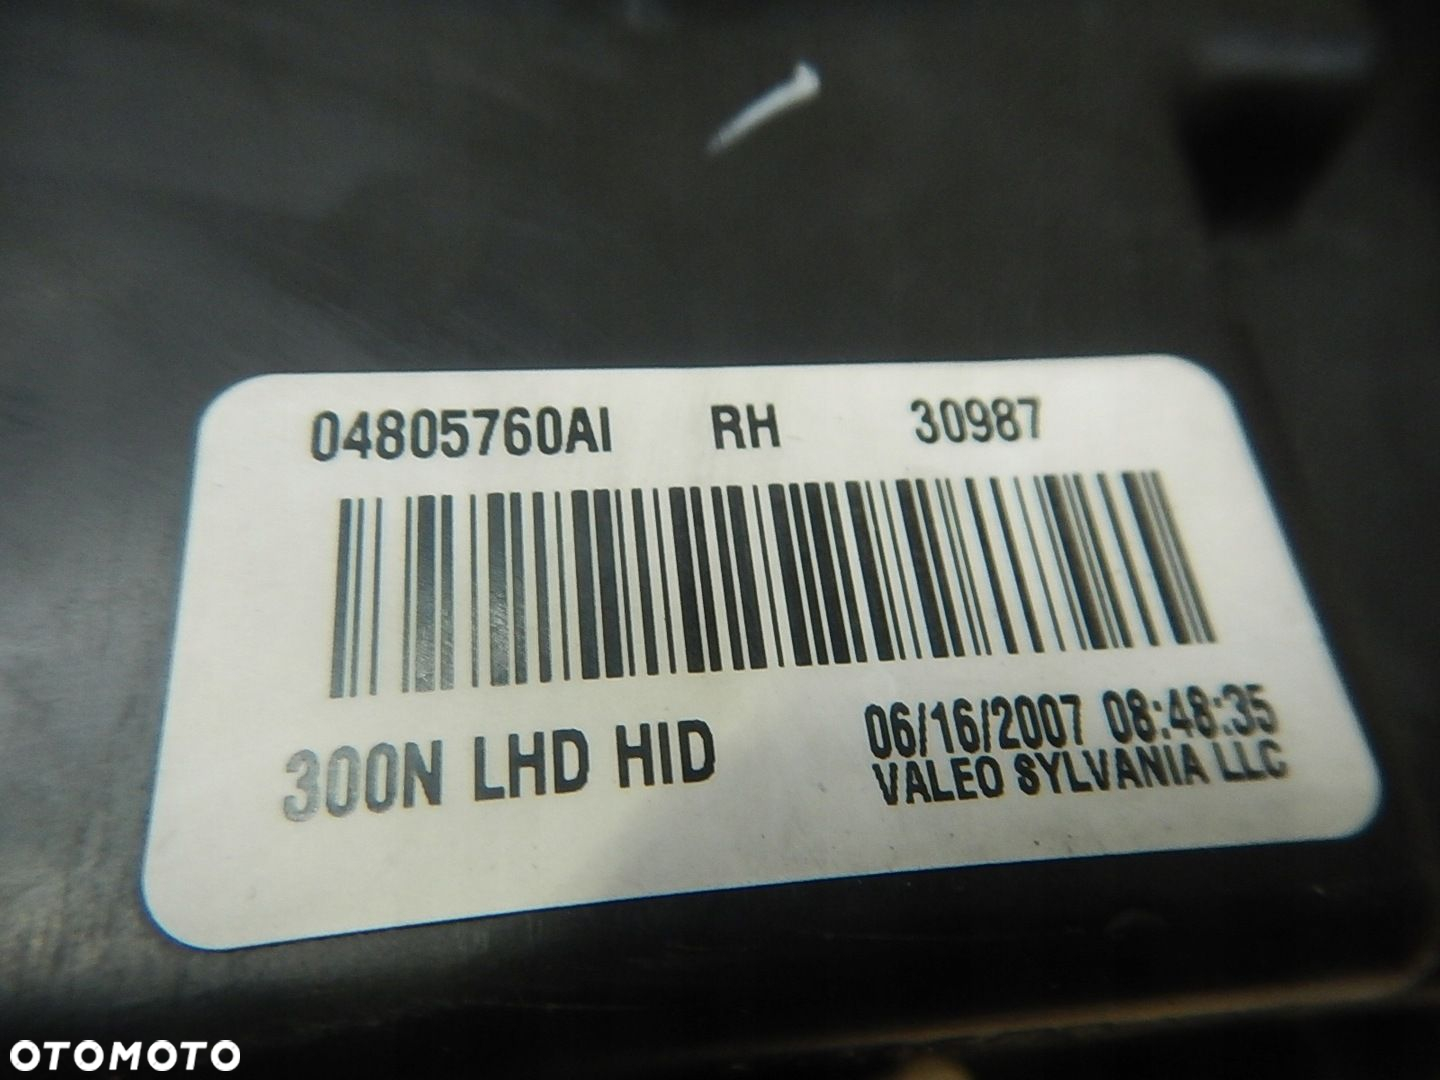 04805760AI RH 30987
300N LHD HID
06/16/2007 08:48:35
VALEO SYLVANIA LLC
OTOMOTO